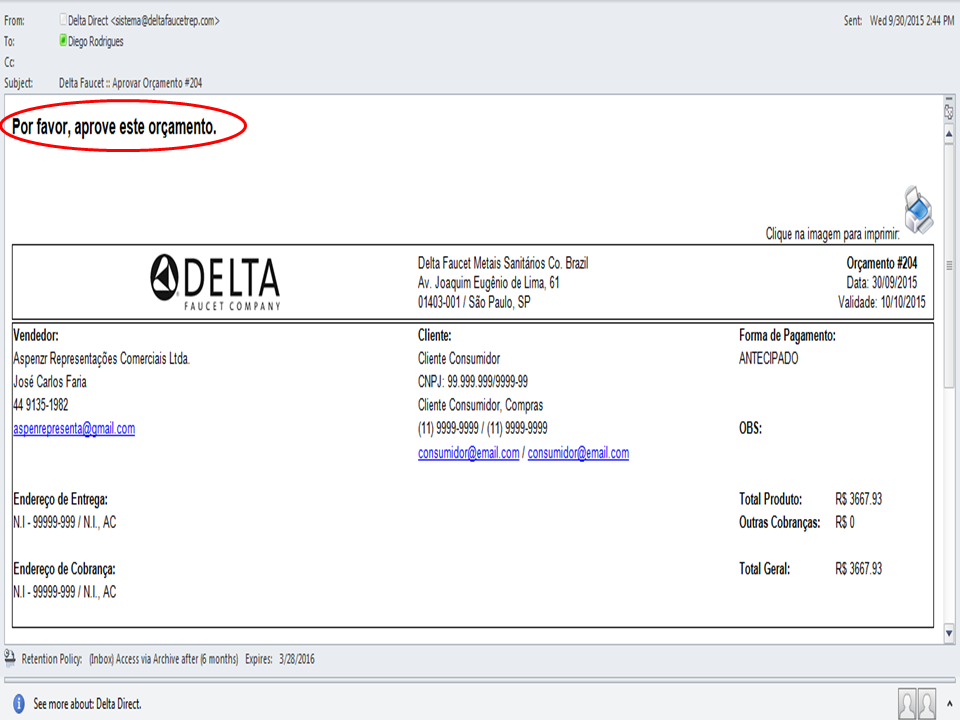 From: Delta Direct <sistema@deltafaucetrep.com> Sent: Wed 9/30/2015 2:44 PM
To: Diego Rodrigues
Cc:
Subject: Delta Faucet :: Aprovar Orçamento #204
Por favor, aprove este orçamento.
Clique na imagem para imprimir:
DELTA
FAUCET COMPANY
Delta Faucet Metais Sanitários Co. Brazil
Av. Joaquim Eugênio de Lima, 61
01403-001 / São Paulo, SP
Orçamento #204
Data: 30/09/2015
Validade: 10/10/2015
Vendedor:
Aspenzr Representações Comerciais Ltda.
José Carlos Faria
44 9135-1982
aspenrepresenta@gmail.com
Cliente:
Cliente Consumidor
CNPJ: 99.999.999/9999-99
Cliente Consumidor, Compras
(11) 9999-9999 / (11) 9999-9999
consumidor@email.com / consumidor@email.com
Forma de Pagamento:
ANTECIPADO
OBS:
Endereço de Entrega:
N.I - 99999-999 / N.I., AC
Endereço de Cobrança:
N.I - 99999-999 / N.I., AC
Total Produto: R$ 3667.93
Outras Cobranças: R$ 0
Total Geral: R$ 3667.93
Retention Policy: (Inbox) Access via Archive after (6 months) Expires: 3/28/2016
See more about: Delta Direct.